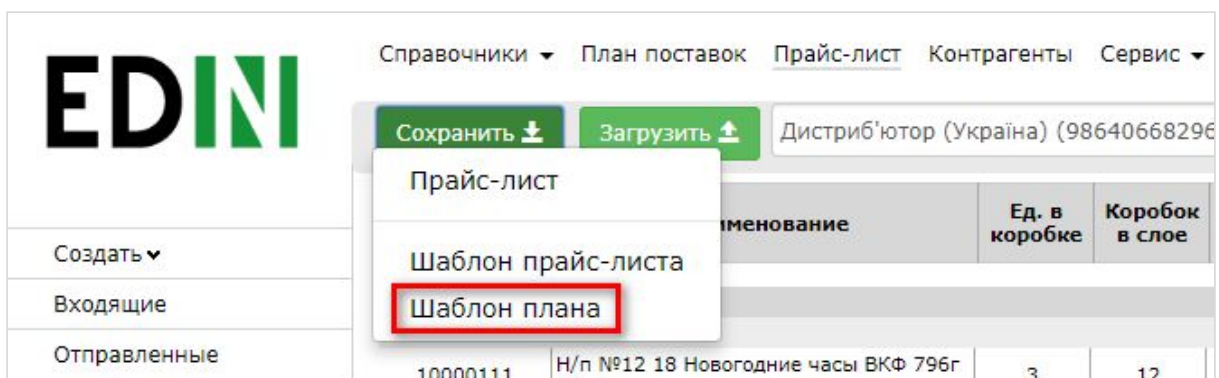 EDIN
Справочники План поставок Прайс-лист Контрагенты Сервис
Сохранить Загрузить Дистриб'ютор (Україна) (98640668296
Прайс-лист
Шаблон прайс-листа
Шаблон плана
Ед. в коробке
Коробок в слое
Создать
Входящие
Отправленные
10000111 Н/п №12 18 Новогодние часы ВКФ 796г 3 12